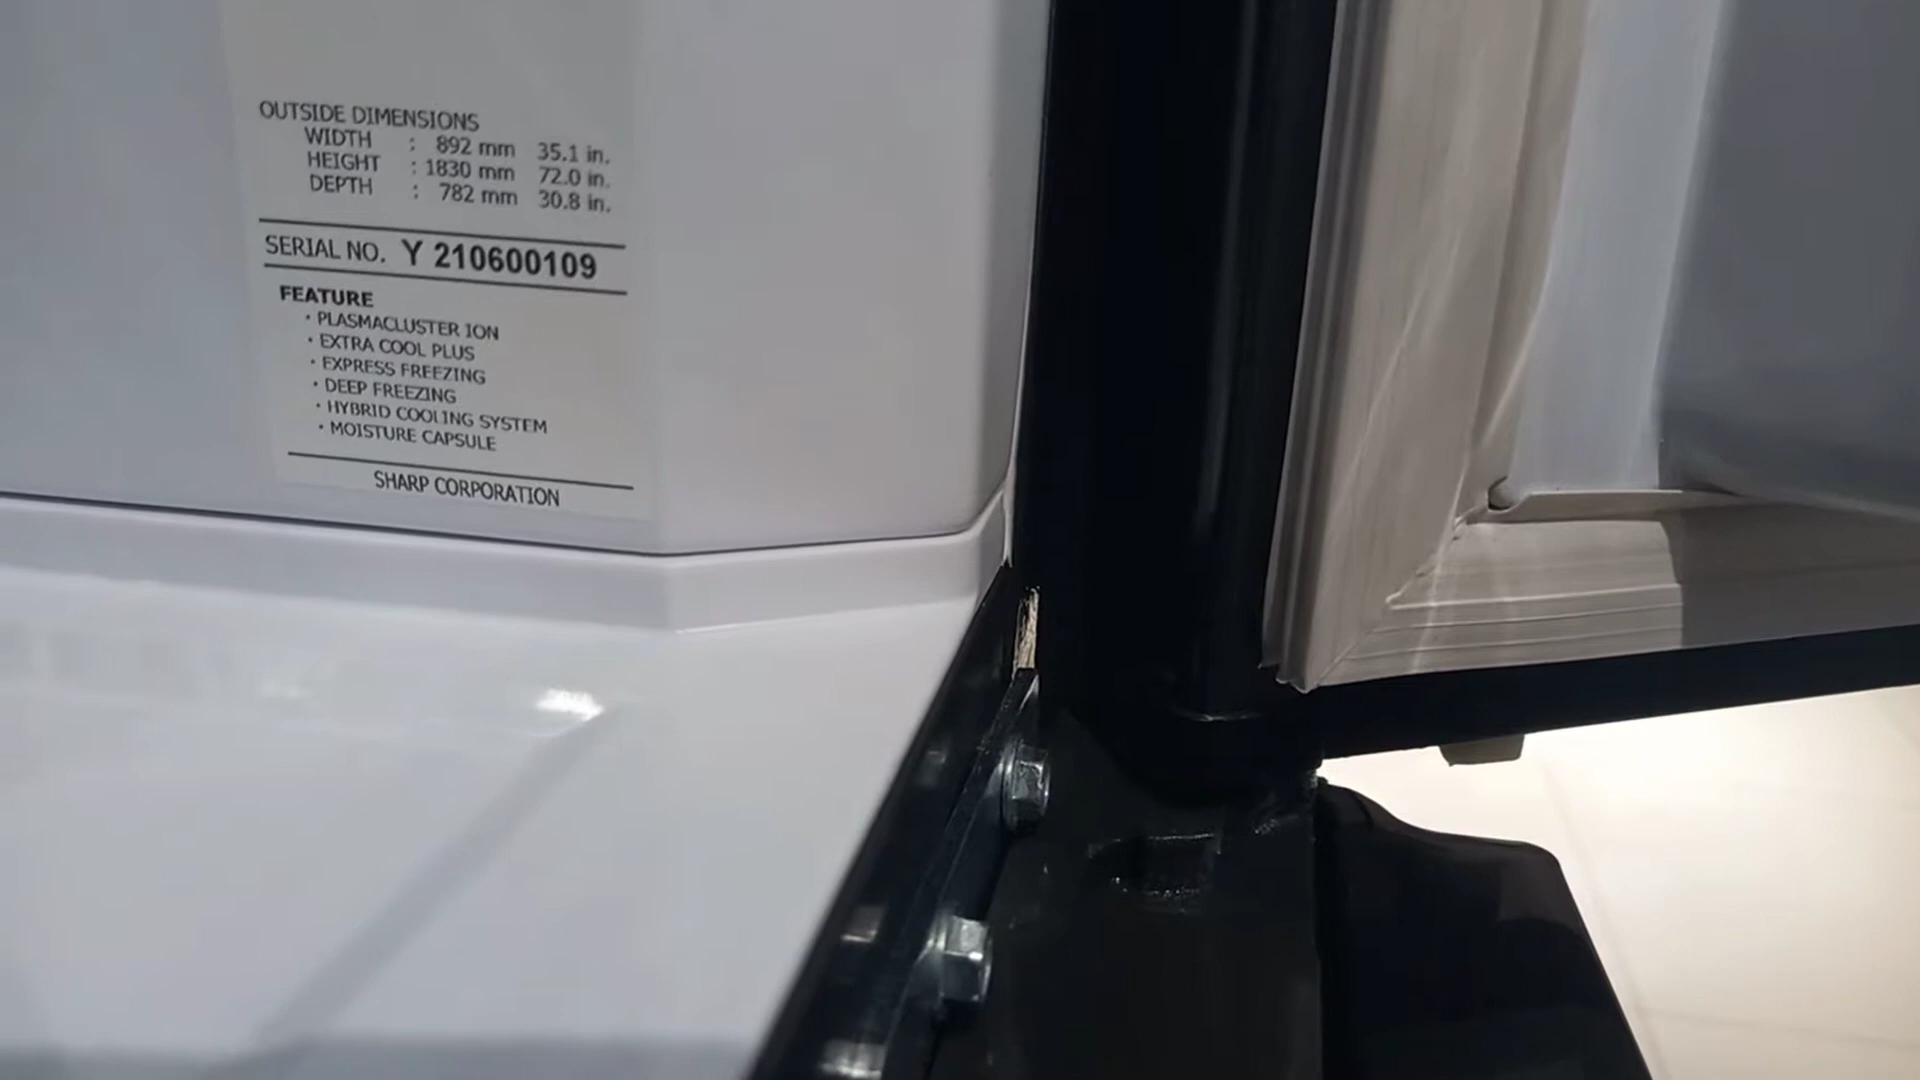 OUTSIDE DIMENSIONS
WIDTH : 892 mm 35.1 in.
HEIGHT : 1830 mm 72.0 in.
DEPTH : 782 mm 30.8 in.
SERIAL NO. Y 210600109
FEATURE
· PLASMACLUSTER ION
· EXTRA COOL PLUS
· EXPRESS FREEZING
· DEEP FREEZING
· HYBRID COOLING SYSTEM
· MOISTURE CAPSULE
SHARP CORPORATION